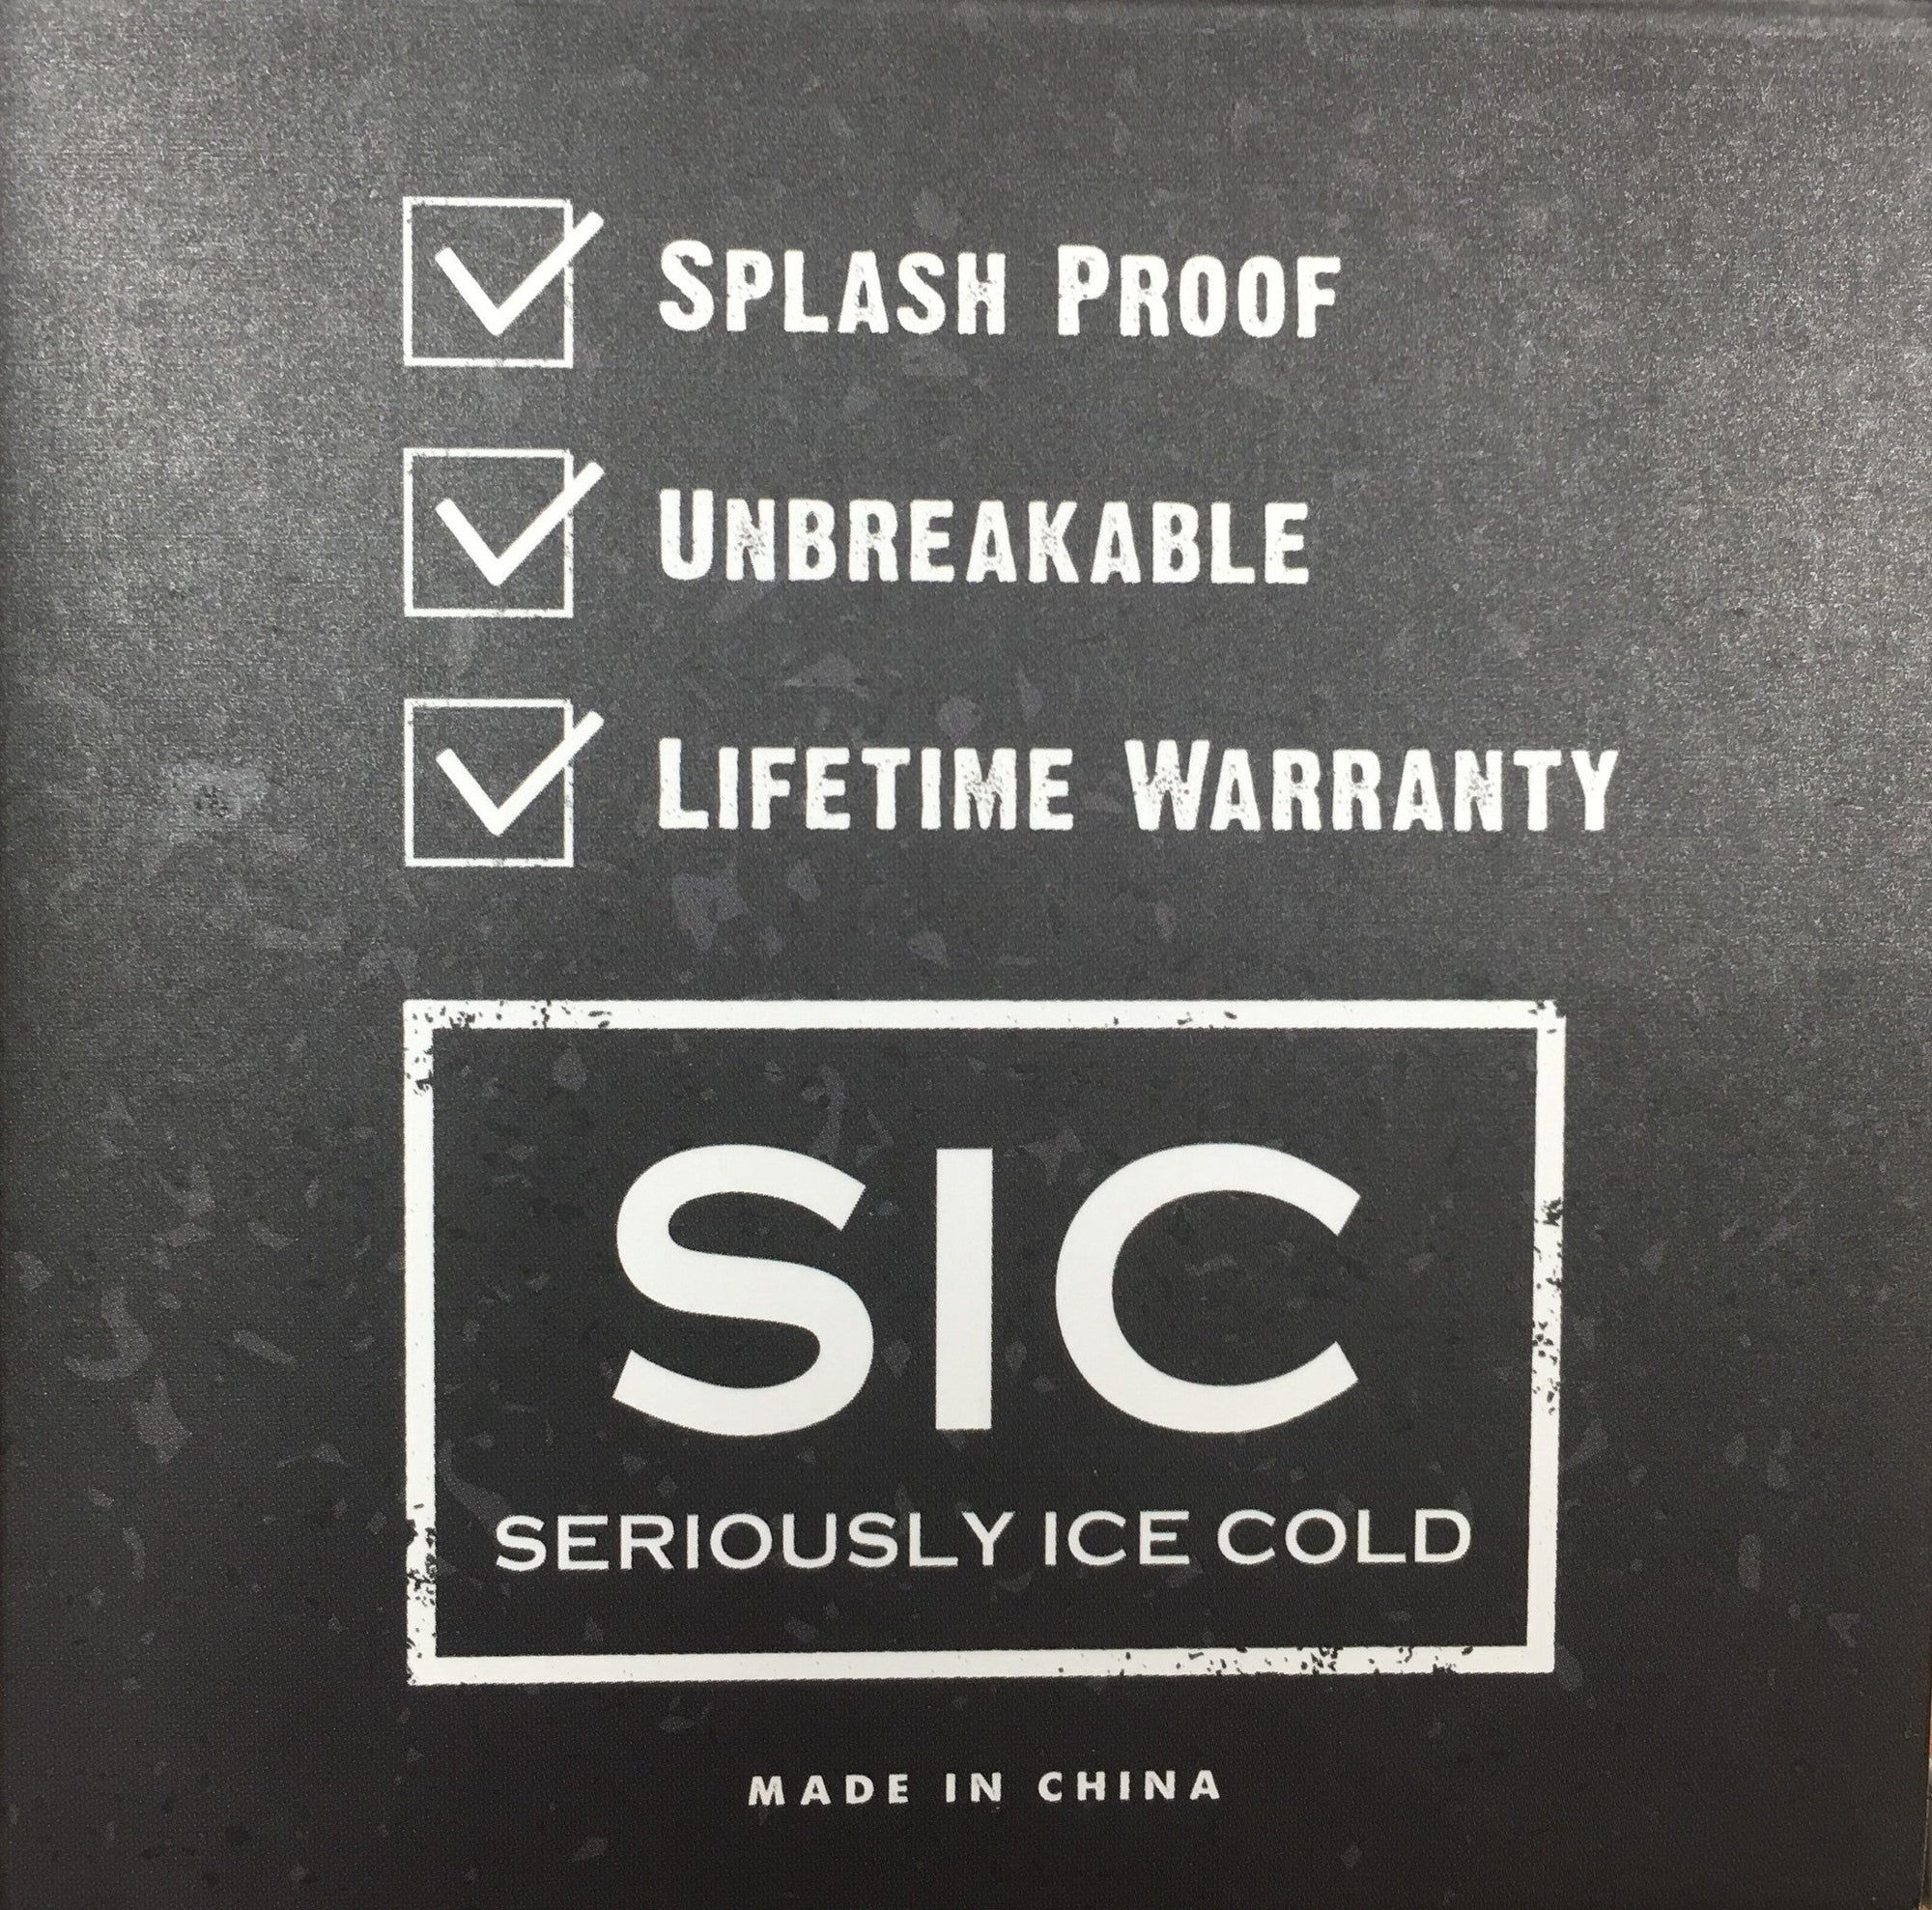 SPLASH PROOF
UNBREAKABLE
LIFETIME WARRANTY
SIC
SERIOUSLY ICE COLD
MADE IN CHINA